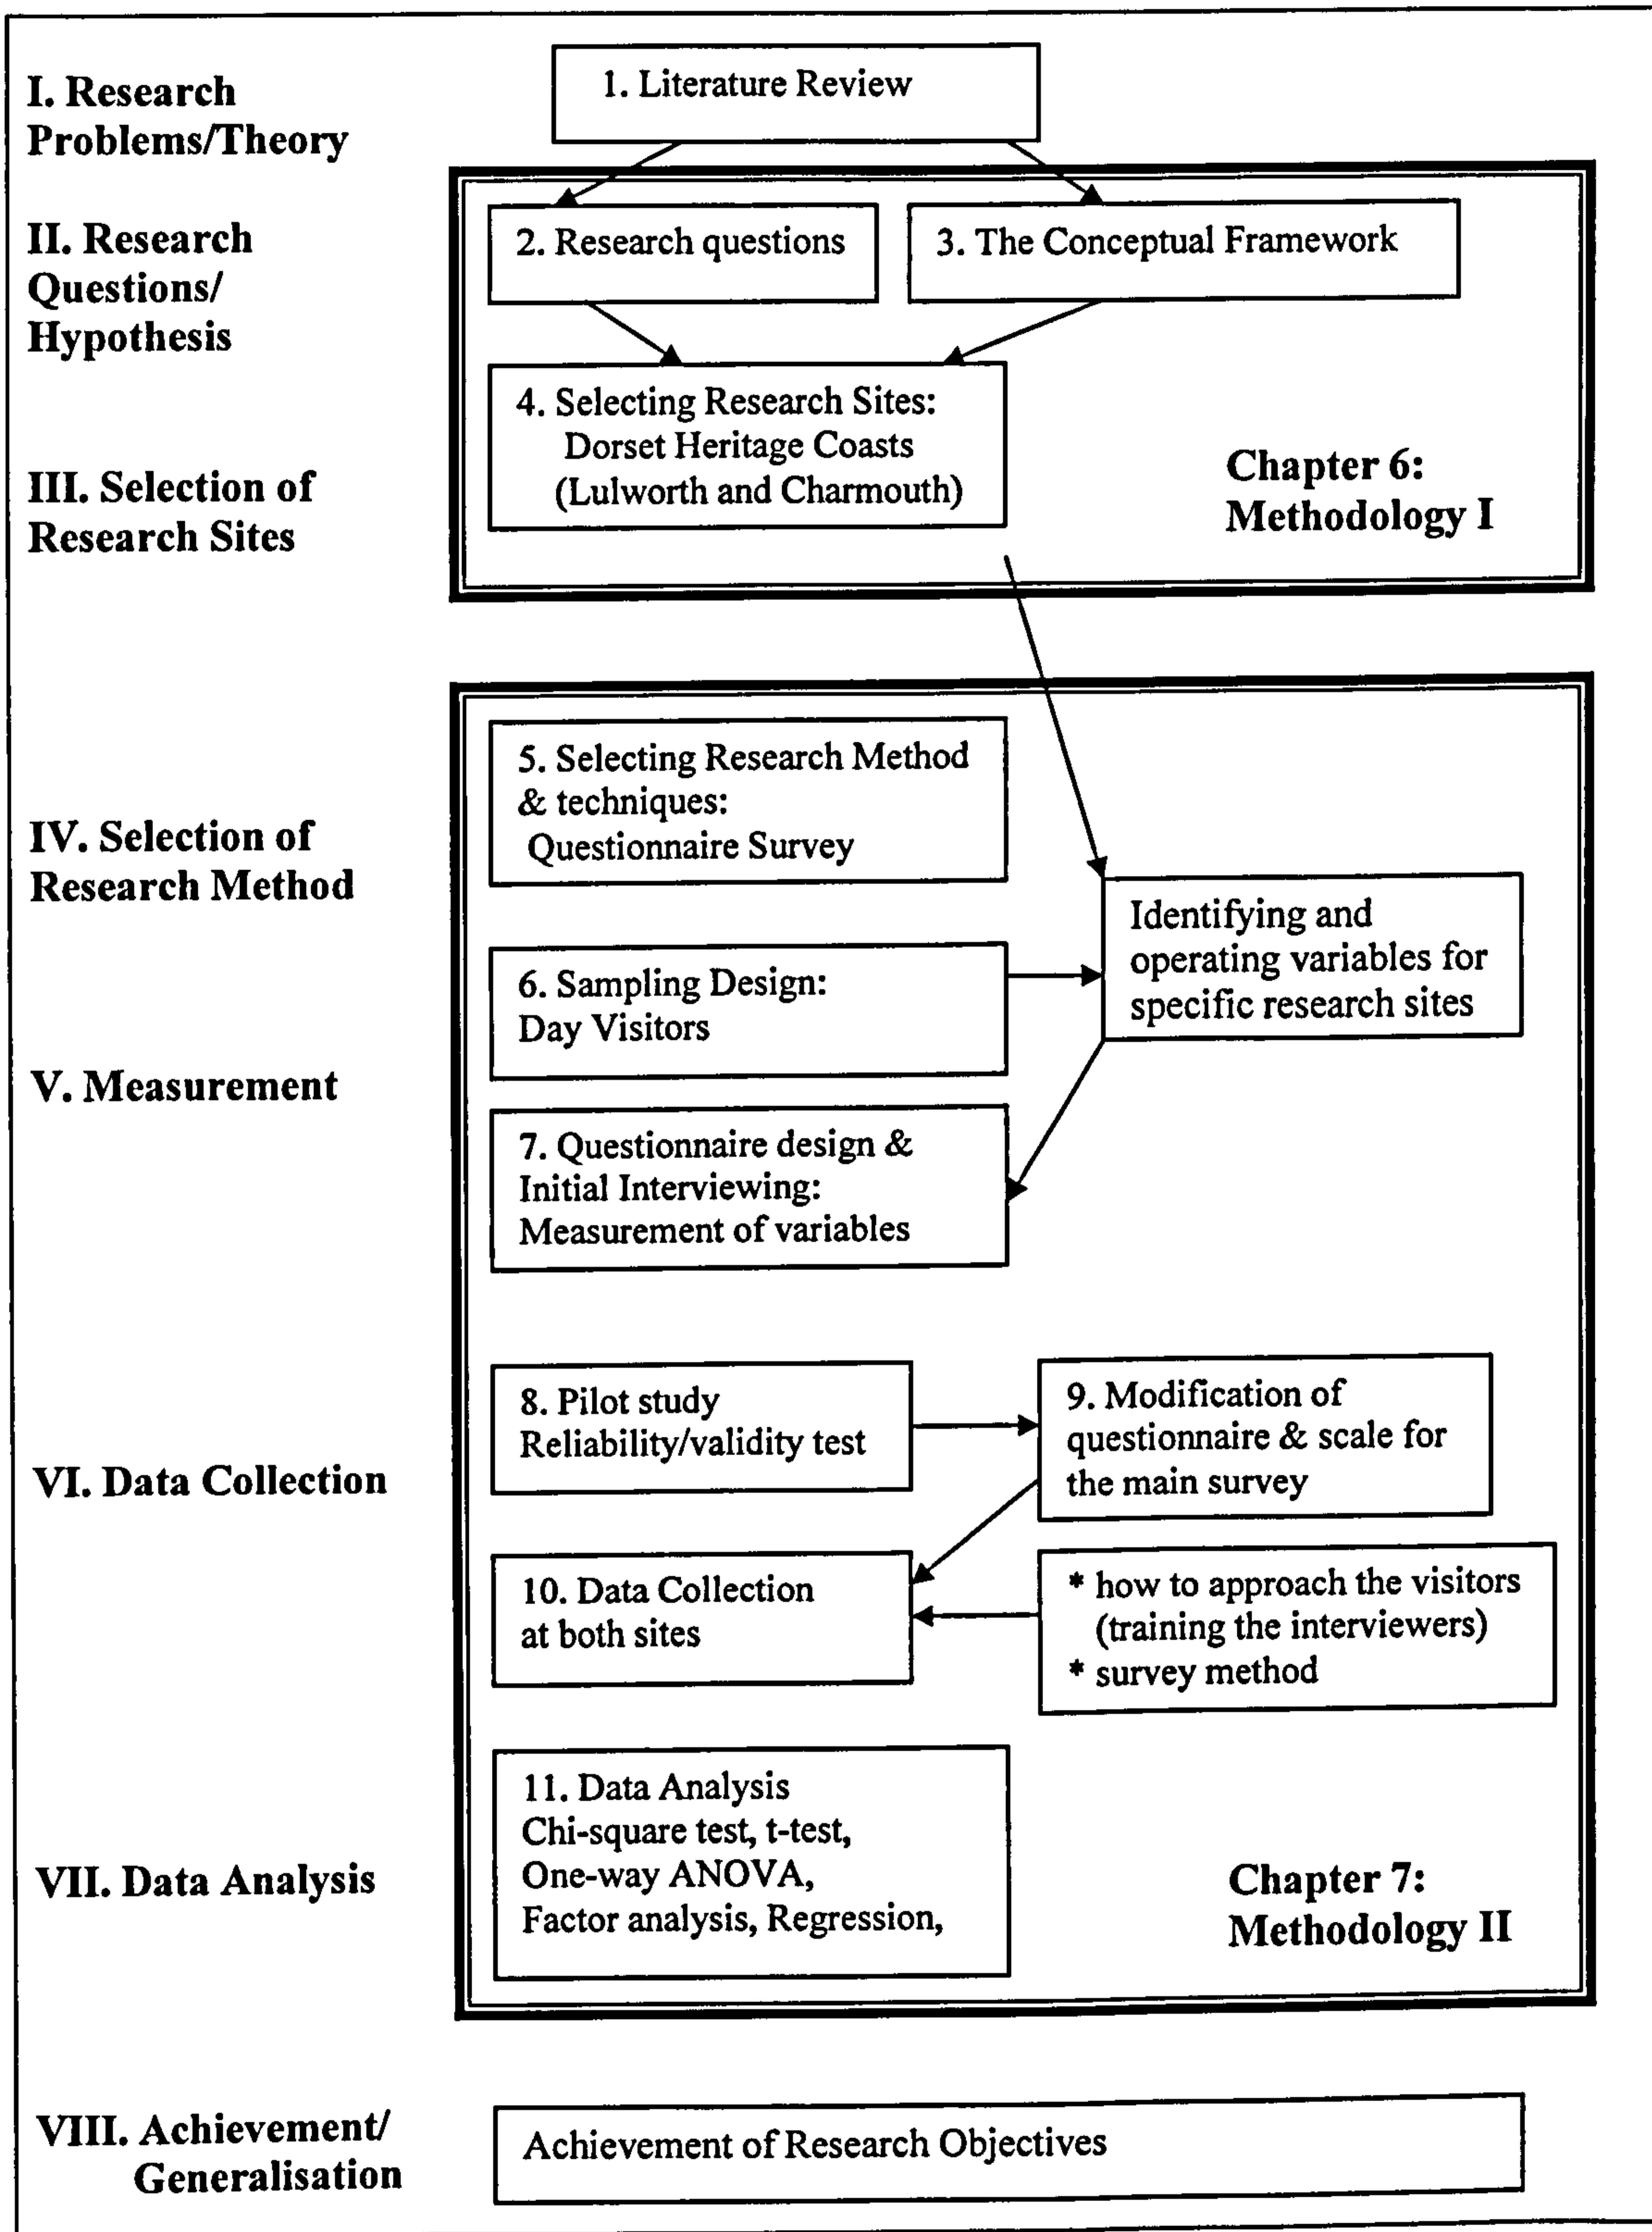 I. Research
Problems/Theory
1. Literature Review
II. Research
Questions/
Hypothesis
2. Research questions
3. The Conceptual Framework
III. Selection of
Research Sites
4. Selecting Research Sites:
Dorset Heritage Coasts
(Lulworth and Charmouth)
Chapter 6:
Methodology I
IV. Selection of
Research Method
5. Selecting Research Method
& techniques:
Questionnaire Survey
Identifying and
operating variables for
specific research sites
6. Sampling Design:
Day Visitors
V. Measurement
7. Questionnaire design &
Initial Interviewing:
Measurement of variables
VI. Data Collection
8. Pilot study
Reliability/validity test
9. Modification of
questionnaire & scale for
the main survey
10. Data Collection
at both sites
* how to approach the visitors
(training the interviewers)
* survey method
VII. Data Analysis
11. Data Analysis
Chi-square test, t-test,
One-way ANOVA,
Factor analysis, Regression,
Chapter 7:
Methodology II
VIII. Achievement/
Generalisation
Achievement of Research Objectives